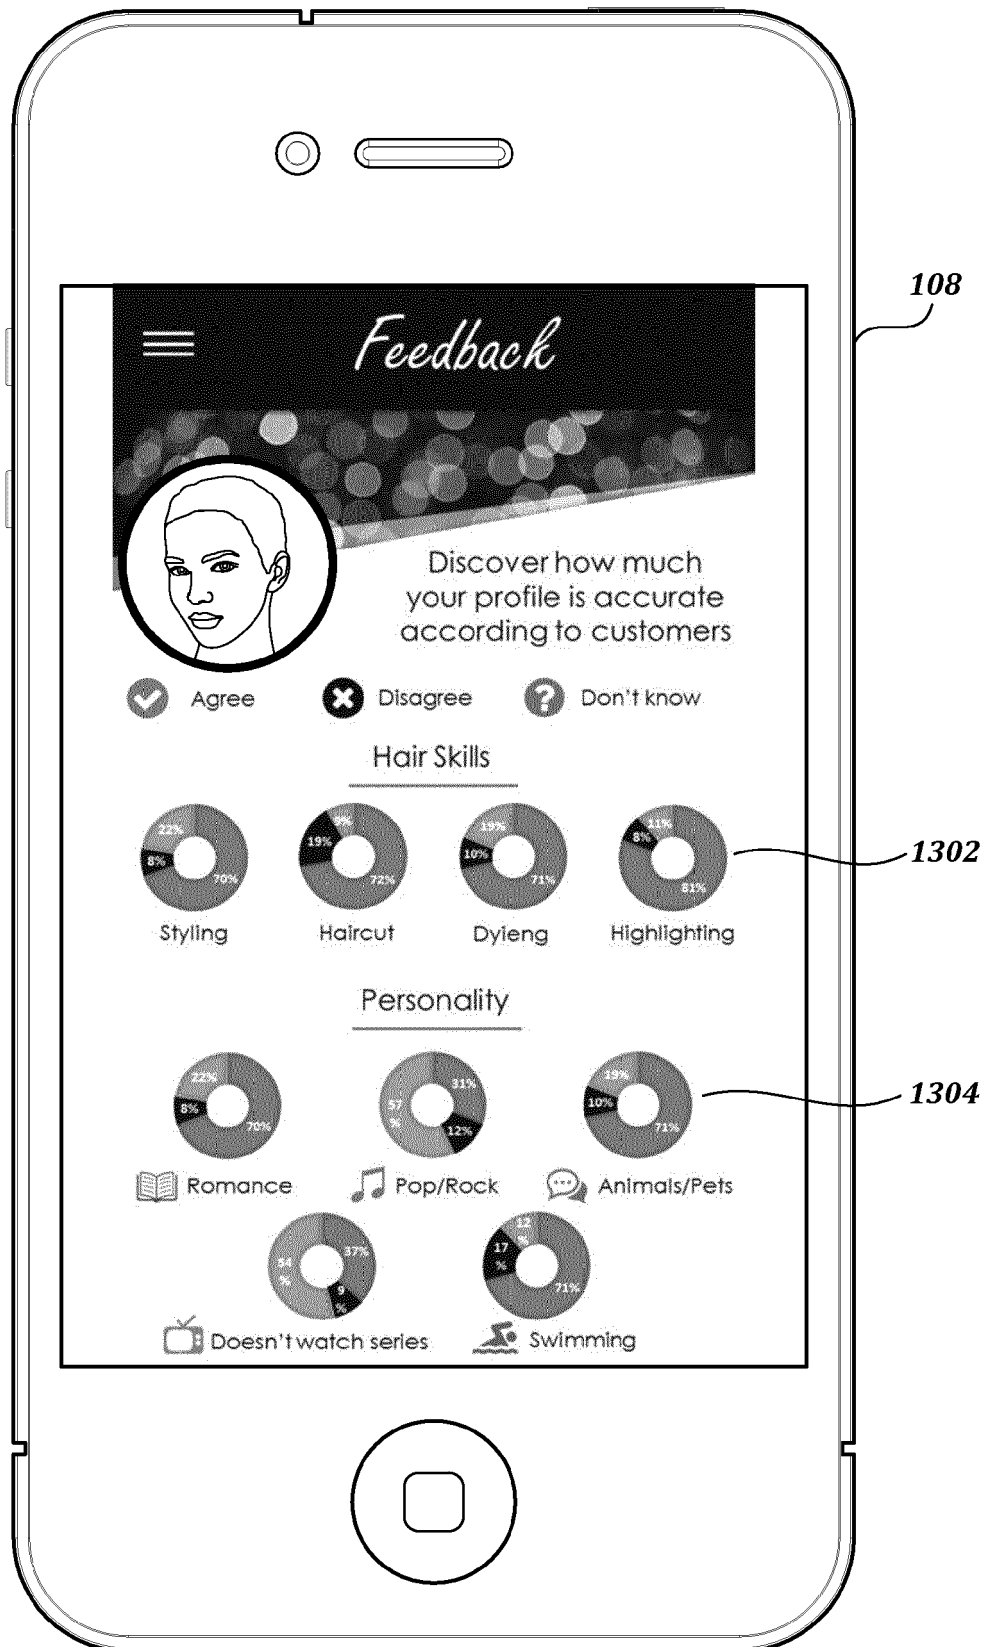 Feedback
108
Discover how much
your profile is accurate
according to customers
Agree Disagree Don't know
Hair Skills
22% 8% 70%
9% 19% 72%
19% 10% 71%
11% 8% 81%
1302
Styling Haircut Dyieng Highlighting
Personality
22% 8% 70%
31% 57% 12%
19% 10% 71%
1304
Romance Pop/Rock Animals/Pets
54% 37% 9%
12% 17% 71%
Doesn't watch series Swimming